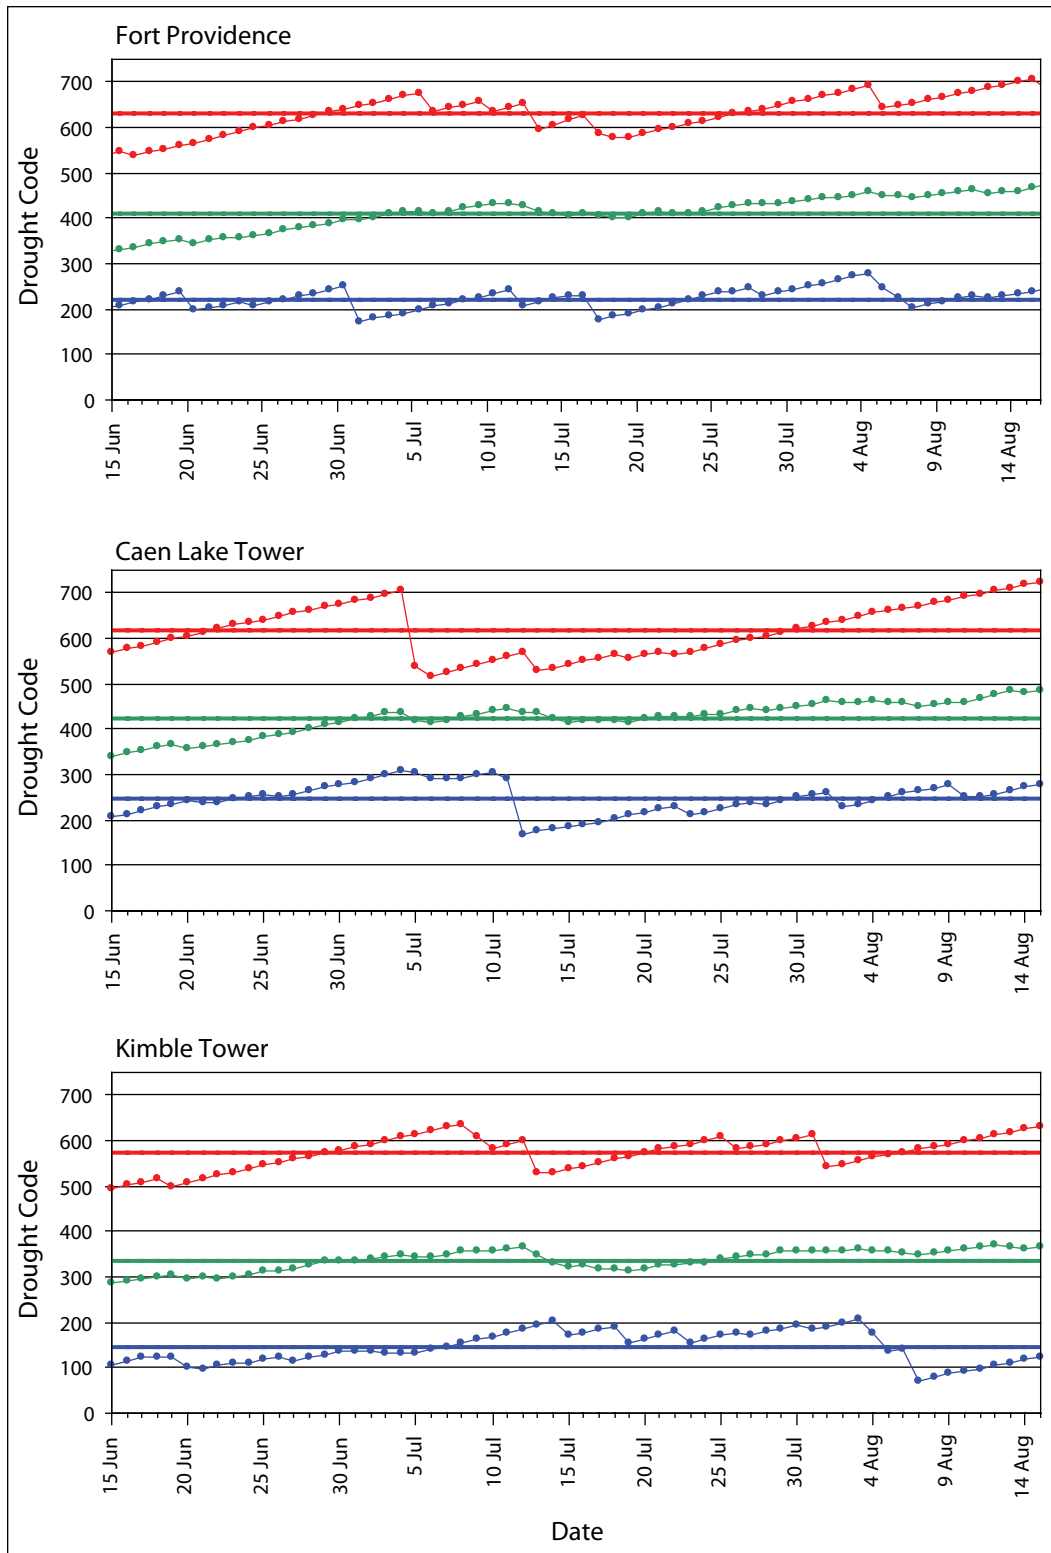 Fort Providence
700
600
500
400
300
200
100
0
Drought Code
15 Jun
20 Jun
25 Jun
30 Jun
5 Jul
10 Jul
15 Jul
20 Jul
25 Jul
30 Jul
4 Aug
9 Aug
14 Aug
Caen Lake Tower
700
600
500
400
300
200
100
0
Drought Code
15 Jun
20 Jun
25 Jun
30 Jun
5 Jul
10 Jul
15 Jul
20 Jul
25 Jul
30 Jul
4 Aug
9 Aug
14 Aug
Kimble Tower
700
600
500
400
300
200
100
0
Drought Code
15 Jun
20 Jun
25 Jun
30 Jun
5 Jul
10 Jul
15 Jul
20 Jul
25 Jul
30 Jul
4 Aug
9 Aug
14 Aug
Date